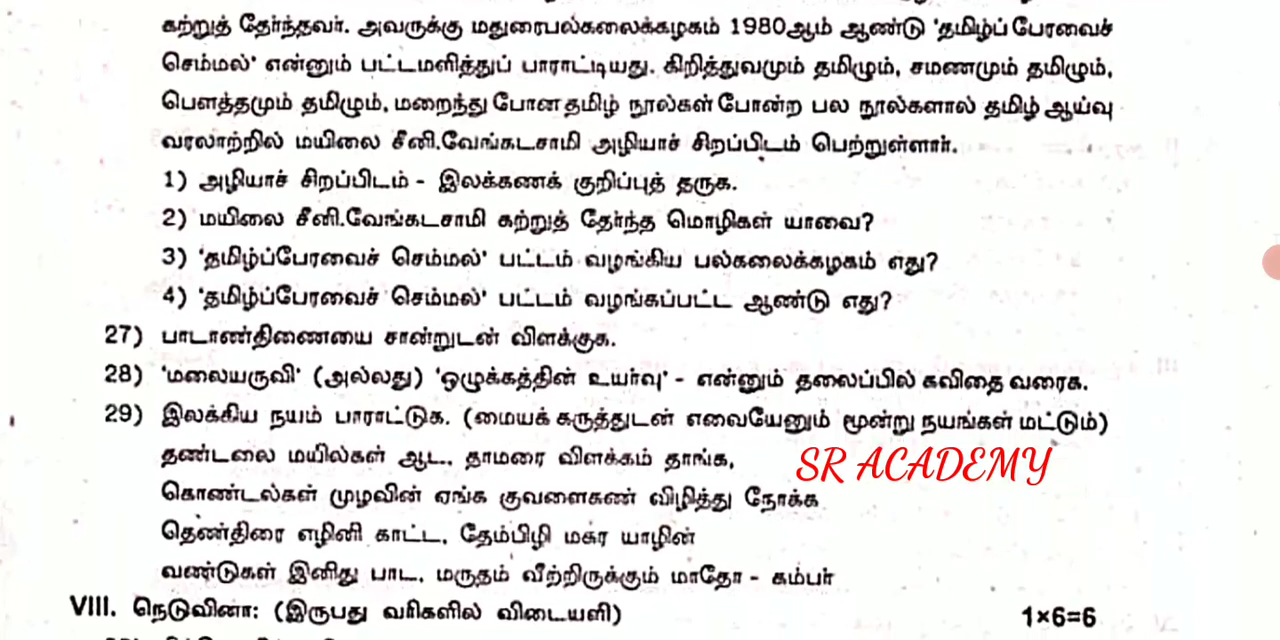 கற்றுத் தேர்ந்தவர். அவருக்கு மதுரைபல்கலைக்கழகம் 1980ஆம் ஆண்டு 'தமிழ்ப் பேரவைச்
செம்மல்' என்னும் பட்டமளித்துப் பாராட்டியது. கிறித்துவமும் தமிழும், சமணமும் தமிழும்,
பௌத்தமும் தமிழும், மறைந்து போன தமிழ் நூல்கள் போன்ற பல நூல்களால் தமிழ் ஆய்வு
வரலாற்றில் மயிலை சீனி.வேங்கடசாமி அழியாச் சிறப்பிடம் பெற்றுள்ளார்.
1) அழியாச் சிறப்பிடம் - இலக்கணக் குறிப்புத் தருக.
2) மயிலை சீனி.வேங்கடசாமி கற்றுத் தேர்ந்த மொழிகள் யாவை?
3) 'தமிழ்ப்பேரவைச் செம்மல்' பட்டம் வழங்கிய பல்கலைக்கழகம் எது?
4) 'தமிழ்ப்பேரவைச் செம்மல்' பட்டம் வழங்கப்பட்ட ஆண்டு எது?
27) பாடாண்திணையை சான்றுடன் விளக்குக.
28) 'மலையருவி' (அல்லது) 'ஒழுக்கத்தின் உயர்வு' - என்னும் தலைப்பில் கவிதை வரைக.
29) இலக்கிய நயம் பாராட்டுக. (மையக் கருத்துடன் எவையேனும் மூன்று நயங்கள் மட்டும்)
தண்டலை மயில்கள் ஆட, தாமரை விளக்கம் தாங்க,
SR ACADEMY
கொண்டல்கள் முழவின் ஏங்க குவளைகண் விழித்து நோக்க
தெண்திரை எழினி காட்ட, தேம்பிழி மகர யாழின்
வண்டுகள் இனிது பாட, மருதம் வீற்றிருக்கும் மாதோ - கம்பர்
VIII. நெடுவினா: (இருபது வரிகளில் விடையளி) 1×6=6